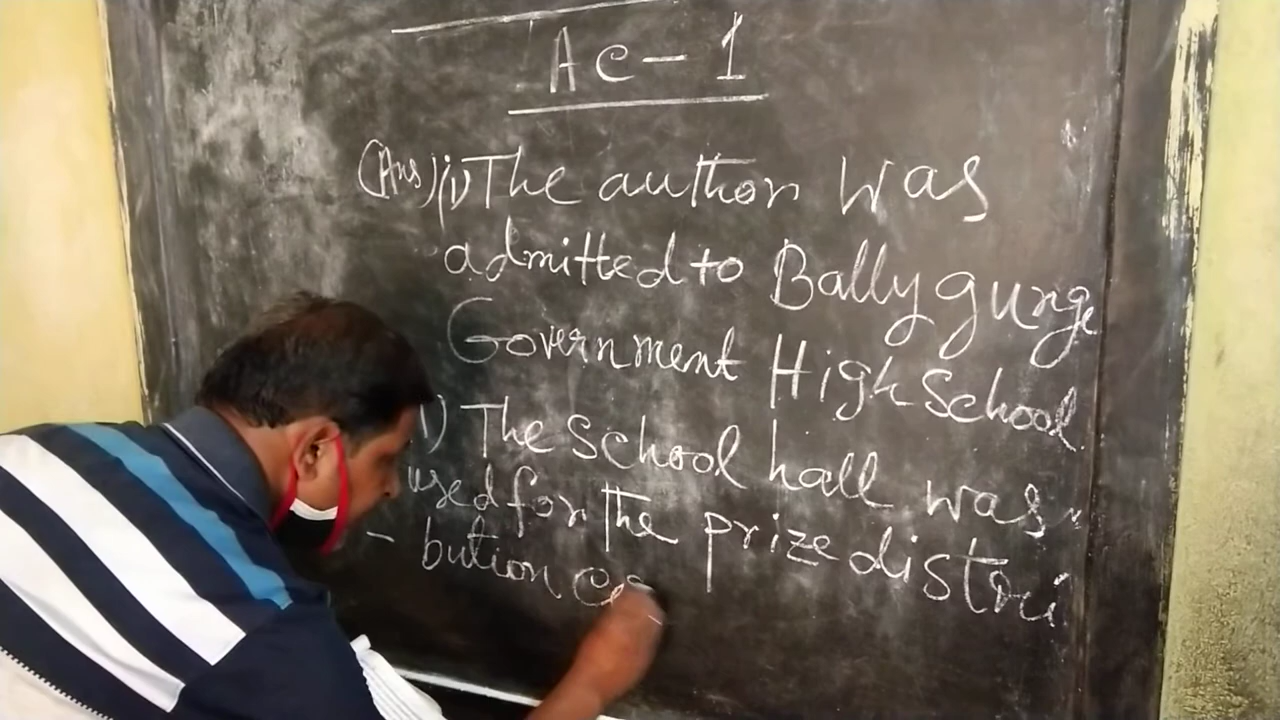 Ac-1
(Ans)(i) The author was
admitted to Ballygunge
Government High School
) The school hall was
used for the prize distri
- bution ce